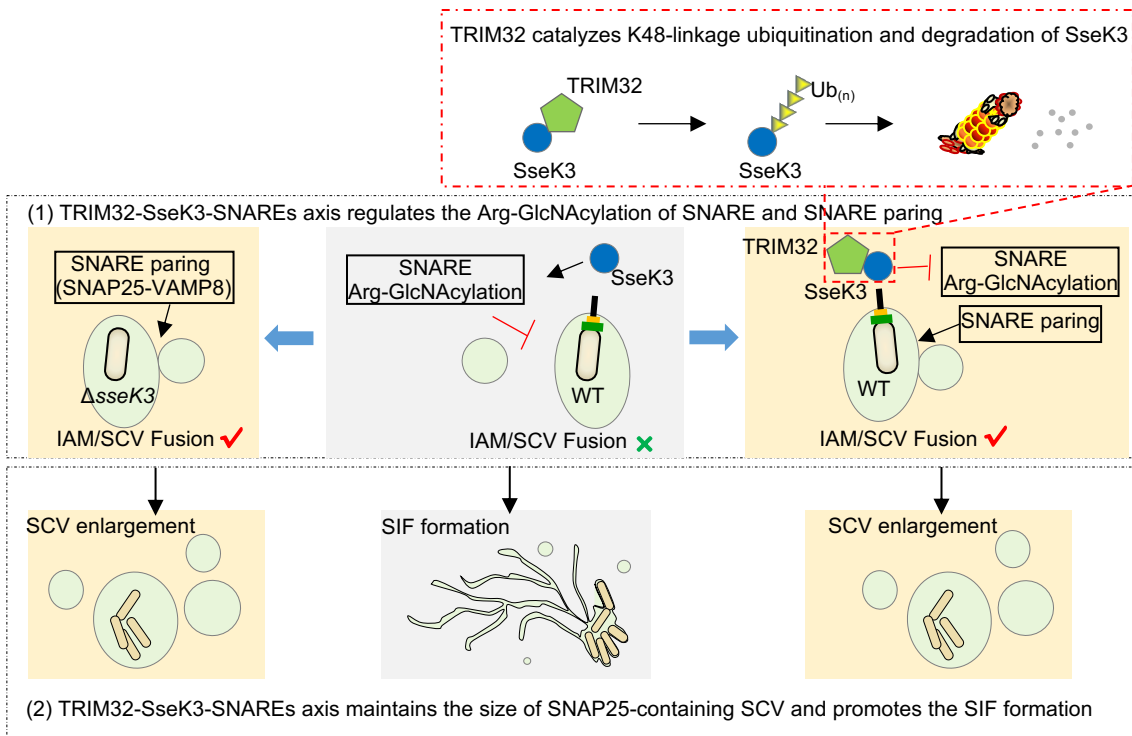 TRIM32 catalyzes K48-linkage ubiquitination and degradation of SseK3
TRIM32
Ub(n)
SseK3
SseK3
(1) TRIM32-SseK3-SNAREs axis regulates the Arg-GlcNAcylation of SNARE and SNARE paring
SNARE paring
(SNAP25-VAMP8)
ΔsseK3
IAM/SCV Fusion
SNARE
Arg-GlcNAcylation
SseK3
WT
IAM/SCV Fusion
TRIM32
SseK3
SNARE
Arg-GlcNAcylation
SNARE paring
WT
IAM/SCV Fusion
SCV enlargement
SIF formation
SCV enlargement
(2) TRIM32-SseK3-SNAREs axis maintains the size of SNAP25-containing SCV and promotes the SIF formation